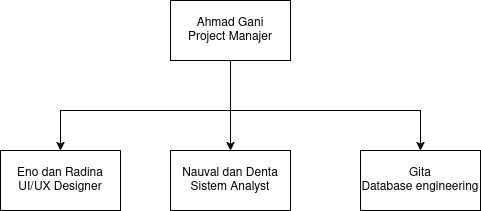 Ahmad Gani
Project Manajer
Eno dan Radina
UI/UX Designer
Nauval dan Denta
Sistem Analyst
Gita
Database engineering